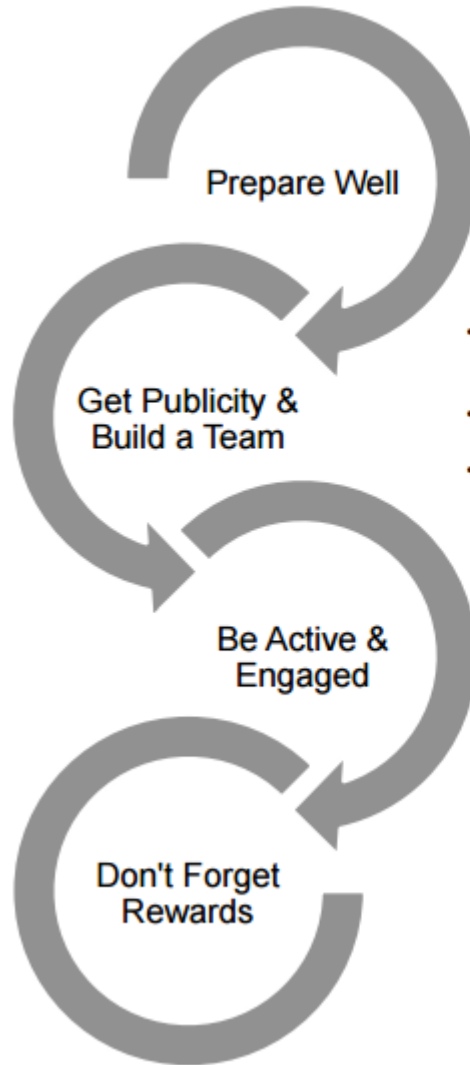 Prepare Well
Get Publicity &
Build a Team
Be Active &
Engaged
Don't Forget
Rewards